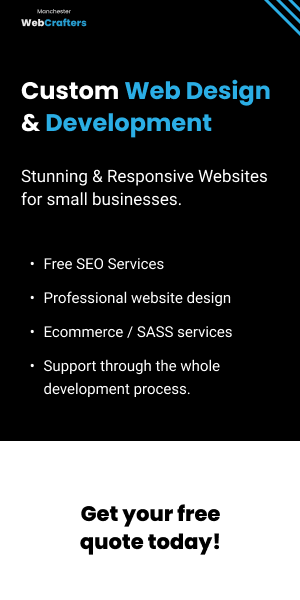 Manchester
WebCrafters
Custom Web Design
& Development
Stunning & Responsive Websites
for small businesses.
• Free SEO Services
• Professional website design
• Ecommerce / SASS services
• Support through the whole
development process.
Get your free
quote today!